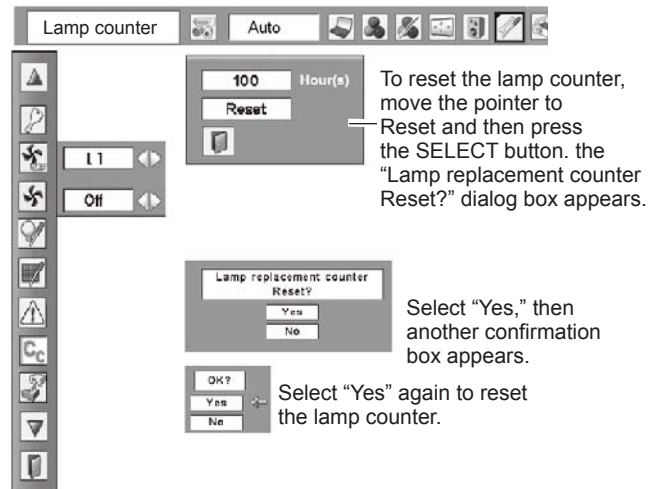 Lamp counter
Auto
100 Hour(s)
Reset
To reset the lamp counter,
move the pointer to
Reset and then press
the SELECT button. the
“Lamp replacement counter
Reset?” dialog box appears.
L1
Off
Cc
Lamp replacement counter
Reset?
Yes
No
Select “Yes,” then
another confirmation
box appears.
OK?
Yes
No
Select “Yes” again to reset
the lamp counter.